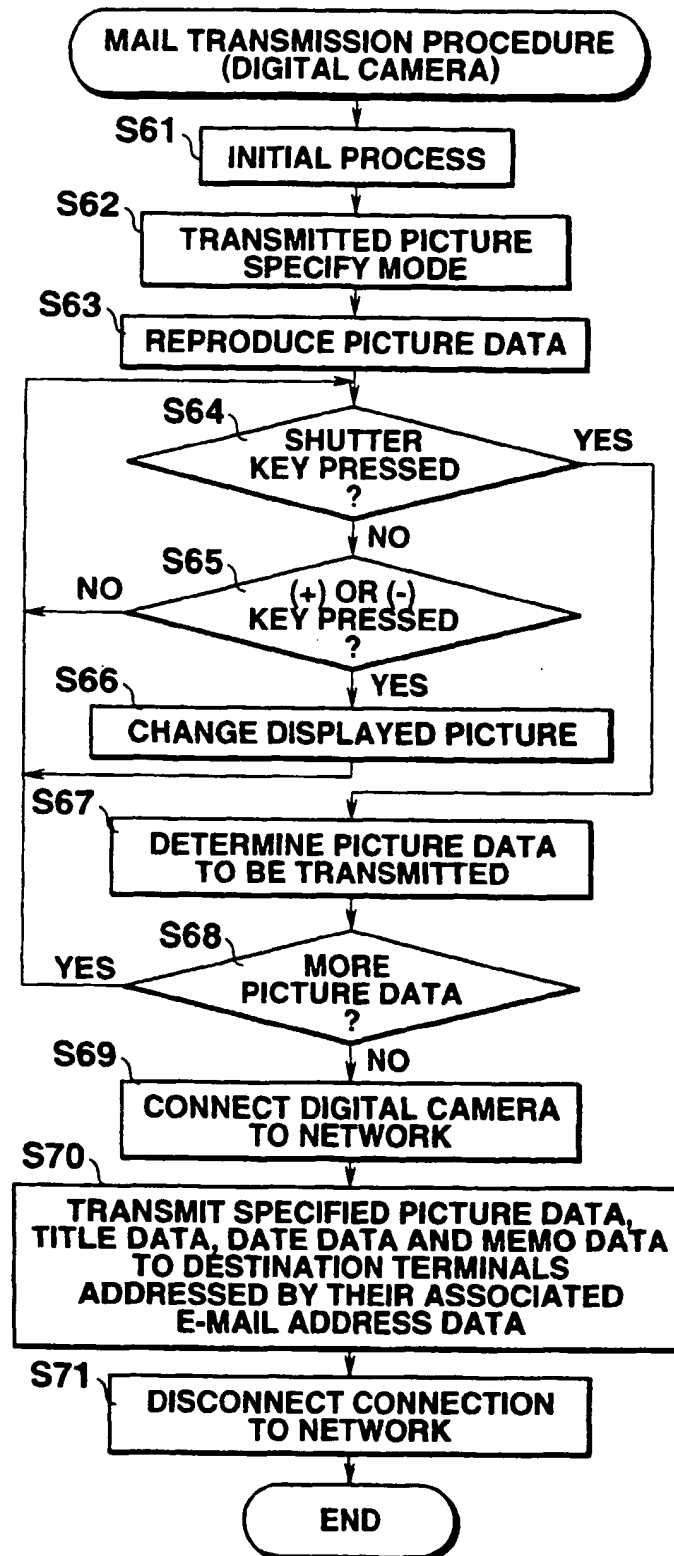 MAIL TRANSMISSION PROCEDURE
(DIGITAL CAMERA)
S61
INITIAL PROCESS
S62
TRANSMITTED PICTURE
SPECIFY MODE
S63
REPRODUCE PICTURE DATA
S64
SHUTTER
KEY PRESSED
?
YES
NO
S65
(+) OR (-)
KEY PRESSED
?
NO
YES
S66
CHANGE DISPLAYED PICTURE
S67
DETERMINE PICTURE DATA
TO BE TRANSMITTED
S68
MORE
PICTURE DATA
?
YES
NO
S69
CONNECT DIGITAL CAMERA
TO NETWORK
S70
TRANSMIT SPECIFIED PICTURE DATA,
TITLE DATA, DATE DATA AND MEMO DATA
TO DESTINATION TERMINALS
ADDRESSED BY THEIR ASSOCIATED
E-MAIL ADDRESS DATA
S71
DISCONNECT CONNECTION
TO NETWORK
END